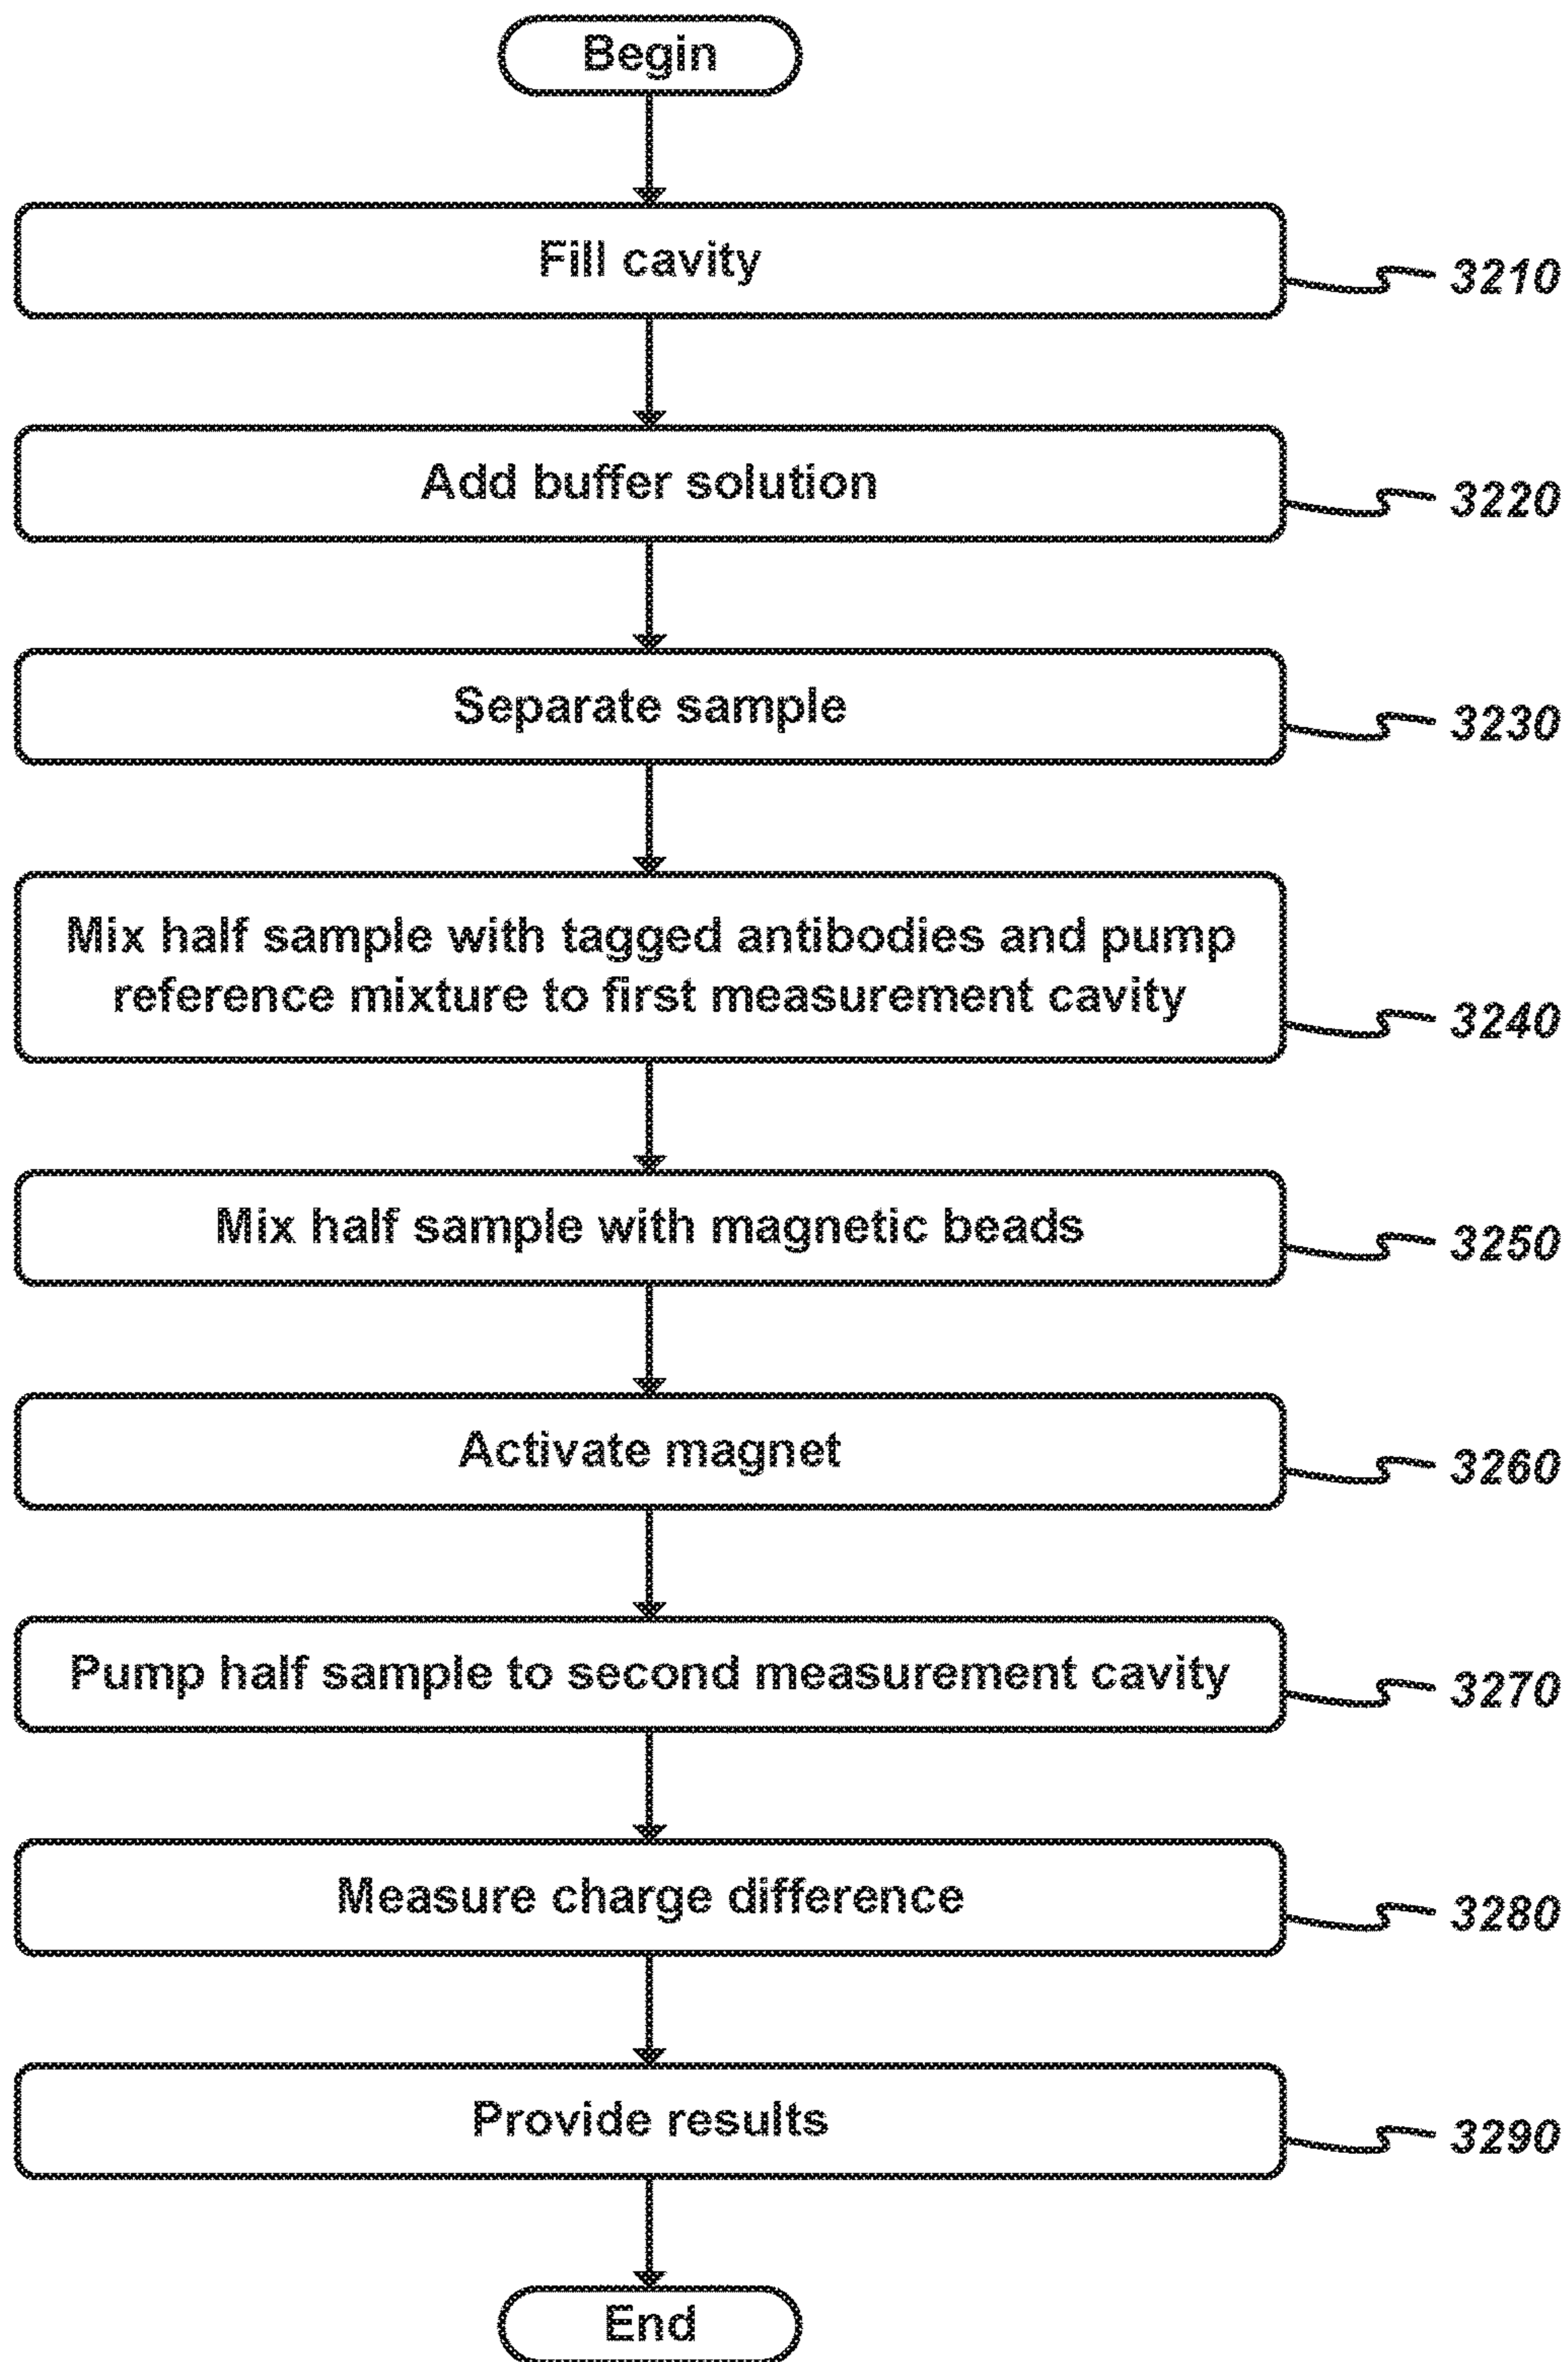 Begin
Fill cavity
3210
Add buffer solution
3220
Separate sample
3230
Mix half sample with tagged antibodies and pump
reference mixture to first measurement cavity
3240
Mix half sample with magnetic beads
3250
Activate magnet
3260
Pump half sample to second measurement cavity
3270
Measure charge difference
3280
Provide results
3290
End